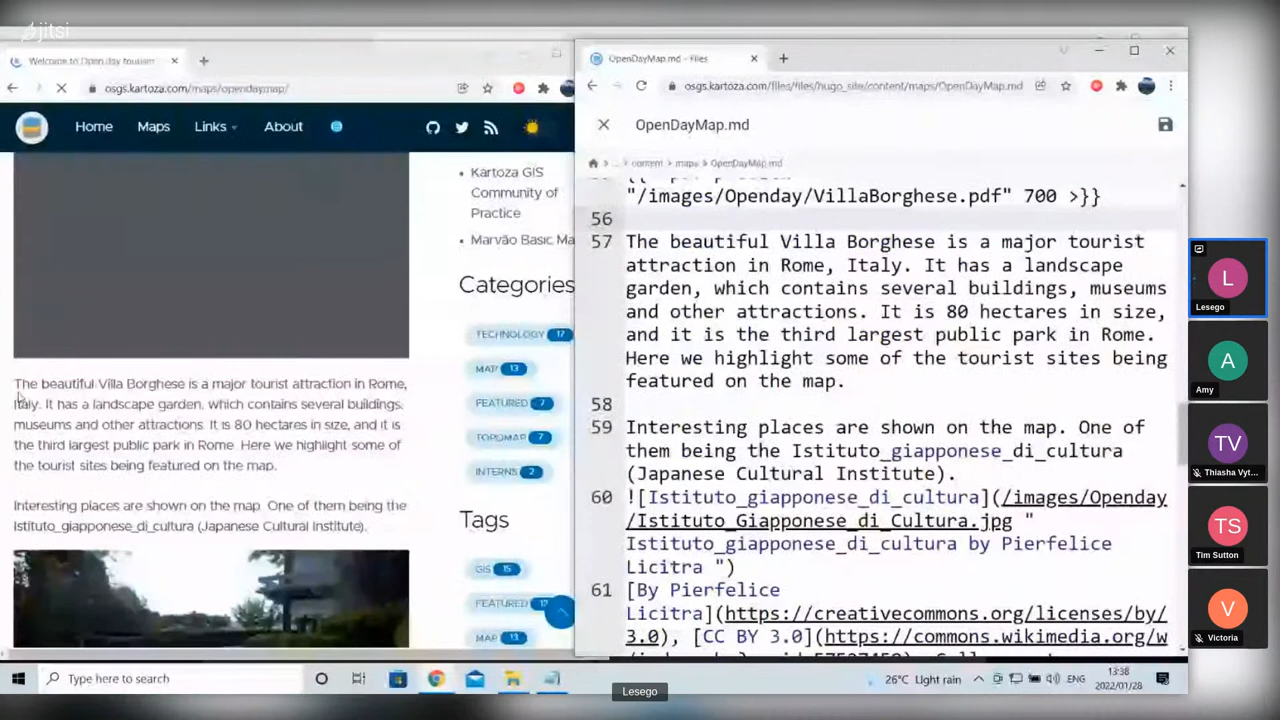 jitsi
Welcome to Open day tourism
osgs.kartoza.com/maps/opendaymap/
Home Maps Links About
Kartoza GIS
Community of
Practice
Marvão Basic Ma
Categories
TECHNOLOGY 17
MAP 13
FEATURED 7
TOPOMAP 7
INTERNS 2
Tags
GIS 15
FEATURED
MAP 13
The beautiful Villa Borghese is a major tourist attraction in Rome,
Italy. It has a landscape garden, which contains several buildings,
museums and other attractions. It is 80 hectares in size, and it is
the third largest public park in Rome. Here we highlight some of
the tourist sites being featured on the map.
Interesting places are shown on the map. One of them being the
Istituto_giapponese_di_cultura (Japanese Cultural Institute).
OpenDayMap.md - Files
osgs.kartoza.com/files/files/hugo_site/content/maps/OpenDayMap.md
OpenDayMap.md
... content maps OpenDayMap.md
"/images/Openday/VillaBorghese.pdf" 700 >}}
56
57 The beautiful Villa Borghese is a major tourist
attraction in Rome, Italy. It has a landscape
garden, which contains several buildings, museums
and other attractions. It is 80 hectares in size,
and it is the third largest public park in Rome.
Here we highlight some of the tourist sites being
featured on the map.
58
59 Interesting places are shown on the map. One of
them being the Istituto_giapponese_di_cultura
(Japanese Cultural Institute).
60 ![Istituto_giapponese_di_cultura](/images/Openday
/Istituto_Giapponese_di_Cultura.jpg "
Istituto_giapponese_di_cultura by Pierfelice
Licitra ")
61 [By Pierfelice
Licitra](https://creativecommons.org/licenses/by/
3.0), [CC BY 3.0](https://commons.wikimedia.org/w
L
Lesego
A
Amy
TV
Thiasha Vyt...
TS
Tim Sutton
V
Victoria
Type here to search
26°C Light rain
ENG
13:38
2022/01/28
Lesego